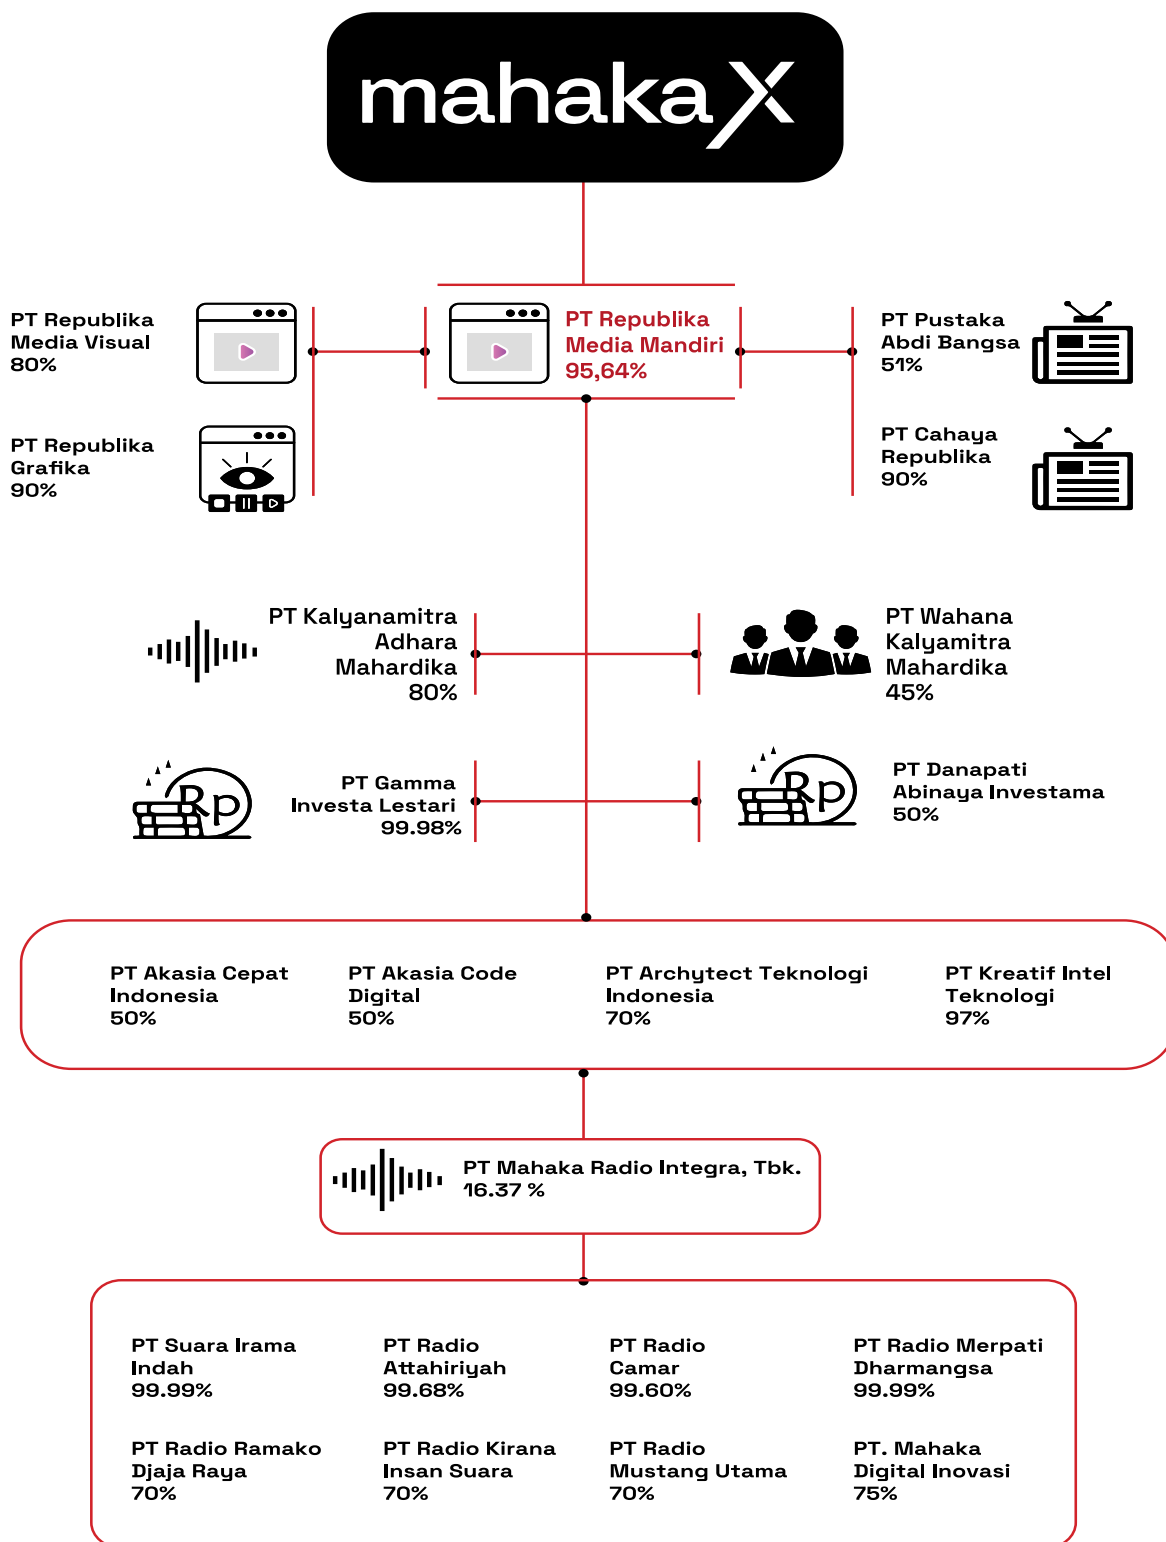 mahakaX
PT Republika
Media Visual
80%
PT Republika
Media Mandiri
95,64%
PT Pustaka
Abdi Bangsa
51%
PT Republika
Grafika
90%
PT Cahaya
Republika
90%
PT Kalyanamitra
Adhara
Mahardika
80%
PT Wahana
Kalyamitra
Mahardika
45%
Rp
PT Gamma
Investa Lestari
99.98%
Rp
PT Danapati
Abinaya Investama
50%
PT Akasia Cepat
Indonesia
50%
PT Akasia Code
Digital
50%
PT Archytect Teknologi
Indonesia
70%
PT Kreatif Intel
Teknologi
97%
PT Mahaka Radio Integra, Tbk.
16.37 %
PT Suara Irama
Indah
99.99%
PT Radio
Attahiriyah
99.68%
PT Radio
Camar
99.60%
PT Radio Merpati
Dharmangsa
99.99%
PT Radio Ramako
Djaja Raya
70%
PT Radio Kirana
Insan Suara
70%
PT Radio
Mustang Utama
70%
PT. Mahaka
Digital Inovasi
75%